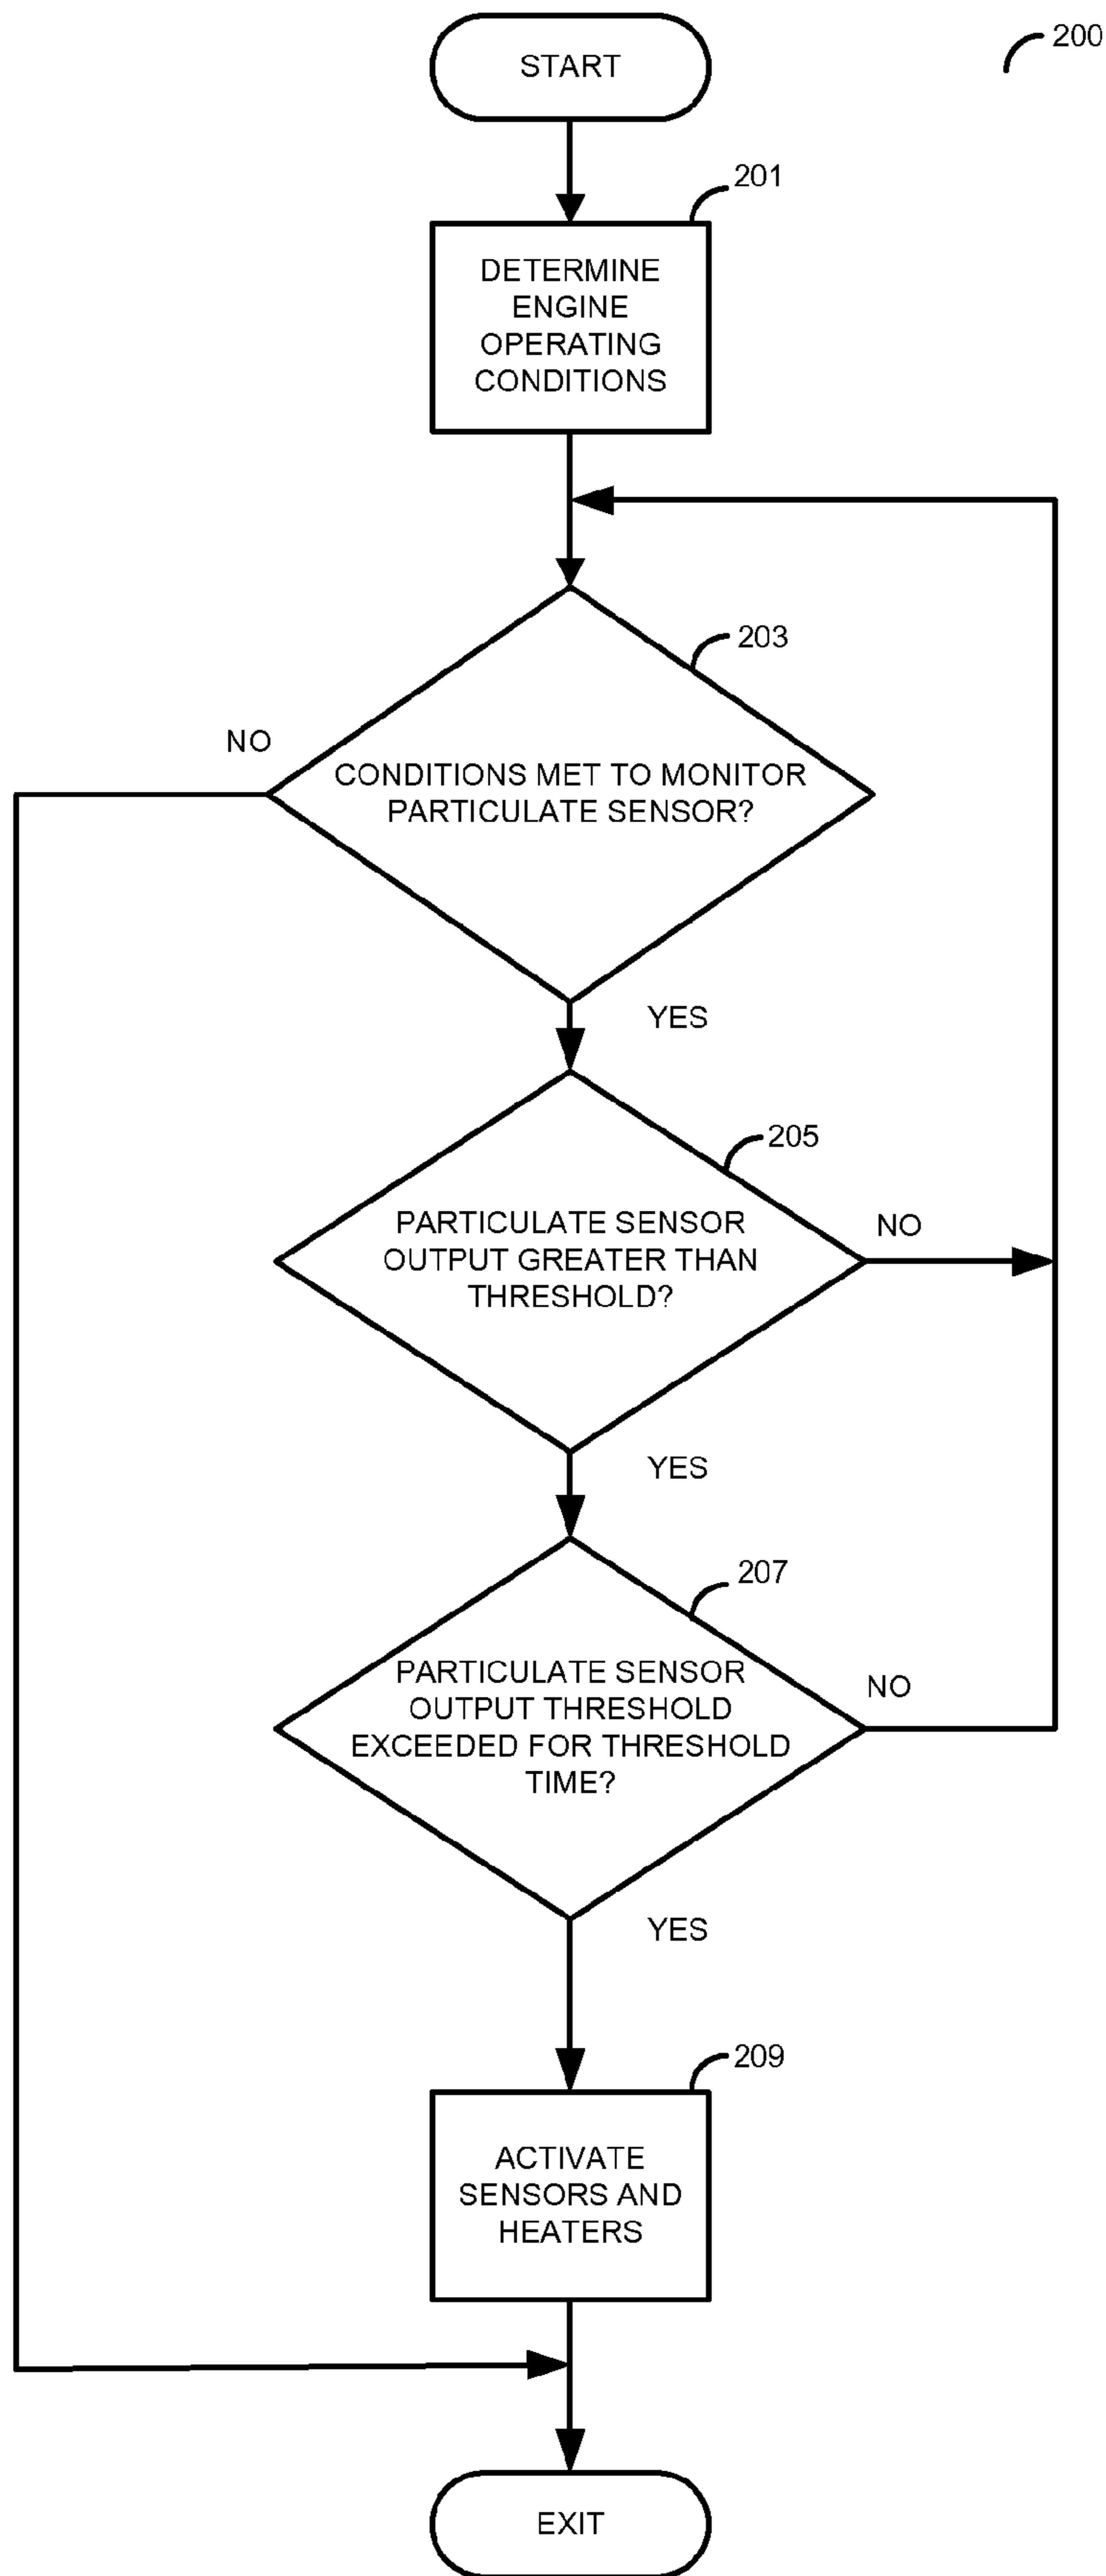 START
200
201
DETERMINE
ENGINE
OPERATING
CONDITIONS
203
NO
CONDITIONS MET TO MONITOR
PARTICULATE SENSOR?
YES
205
PARTICULATE SENSOR
OUTPUT GREATER THAN
THRESHOLD?
NO
YES
207
PARTICULATE SENSOR
OUTPUT THRESHOLD
EXCEEDED FOR THRESHOLD
TIME?
NO
YES
209
ACTIVATE
SENSORS AND
HEATERS
EXIT